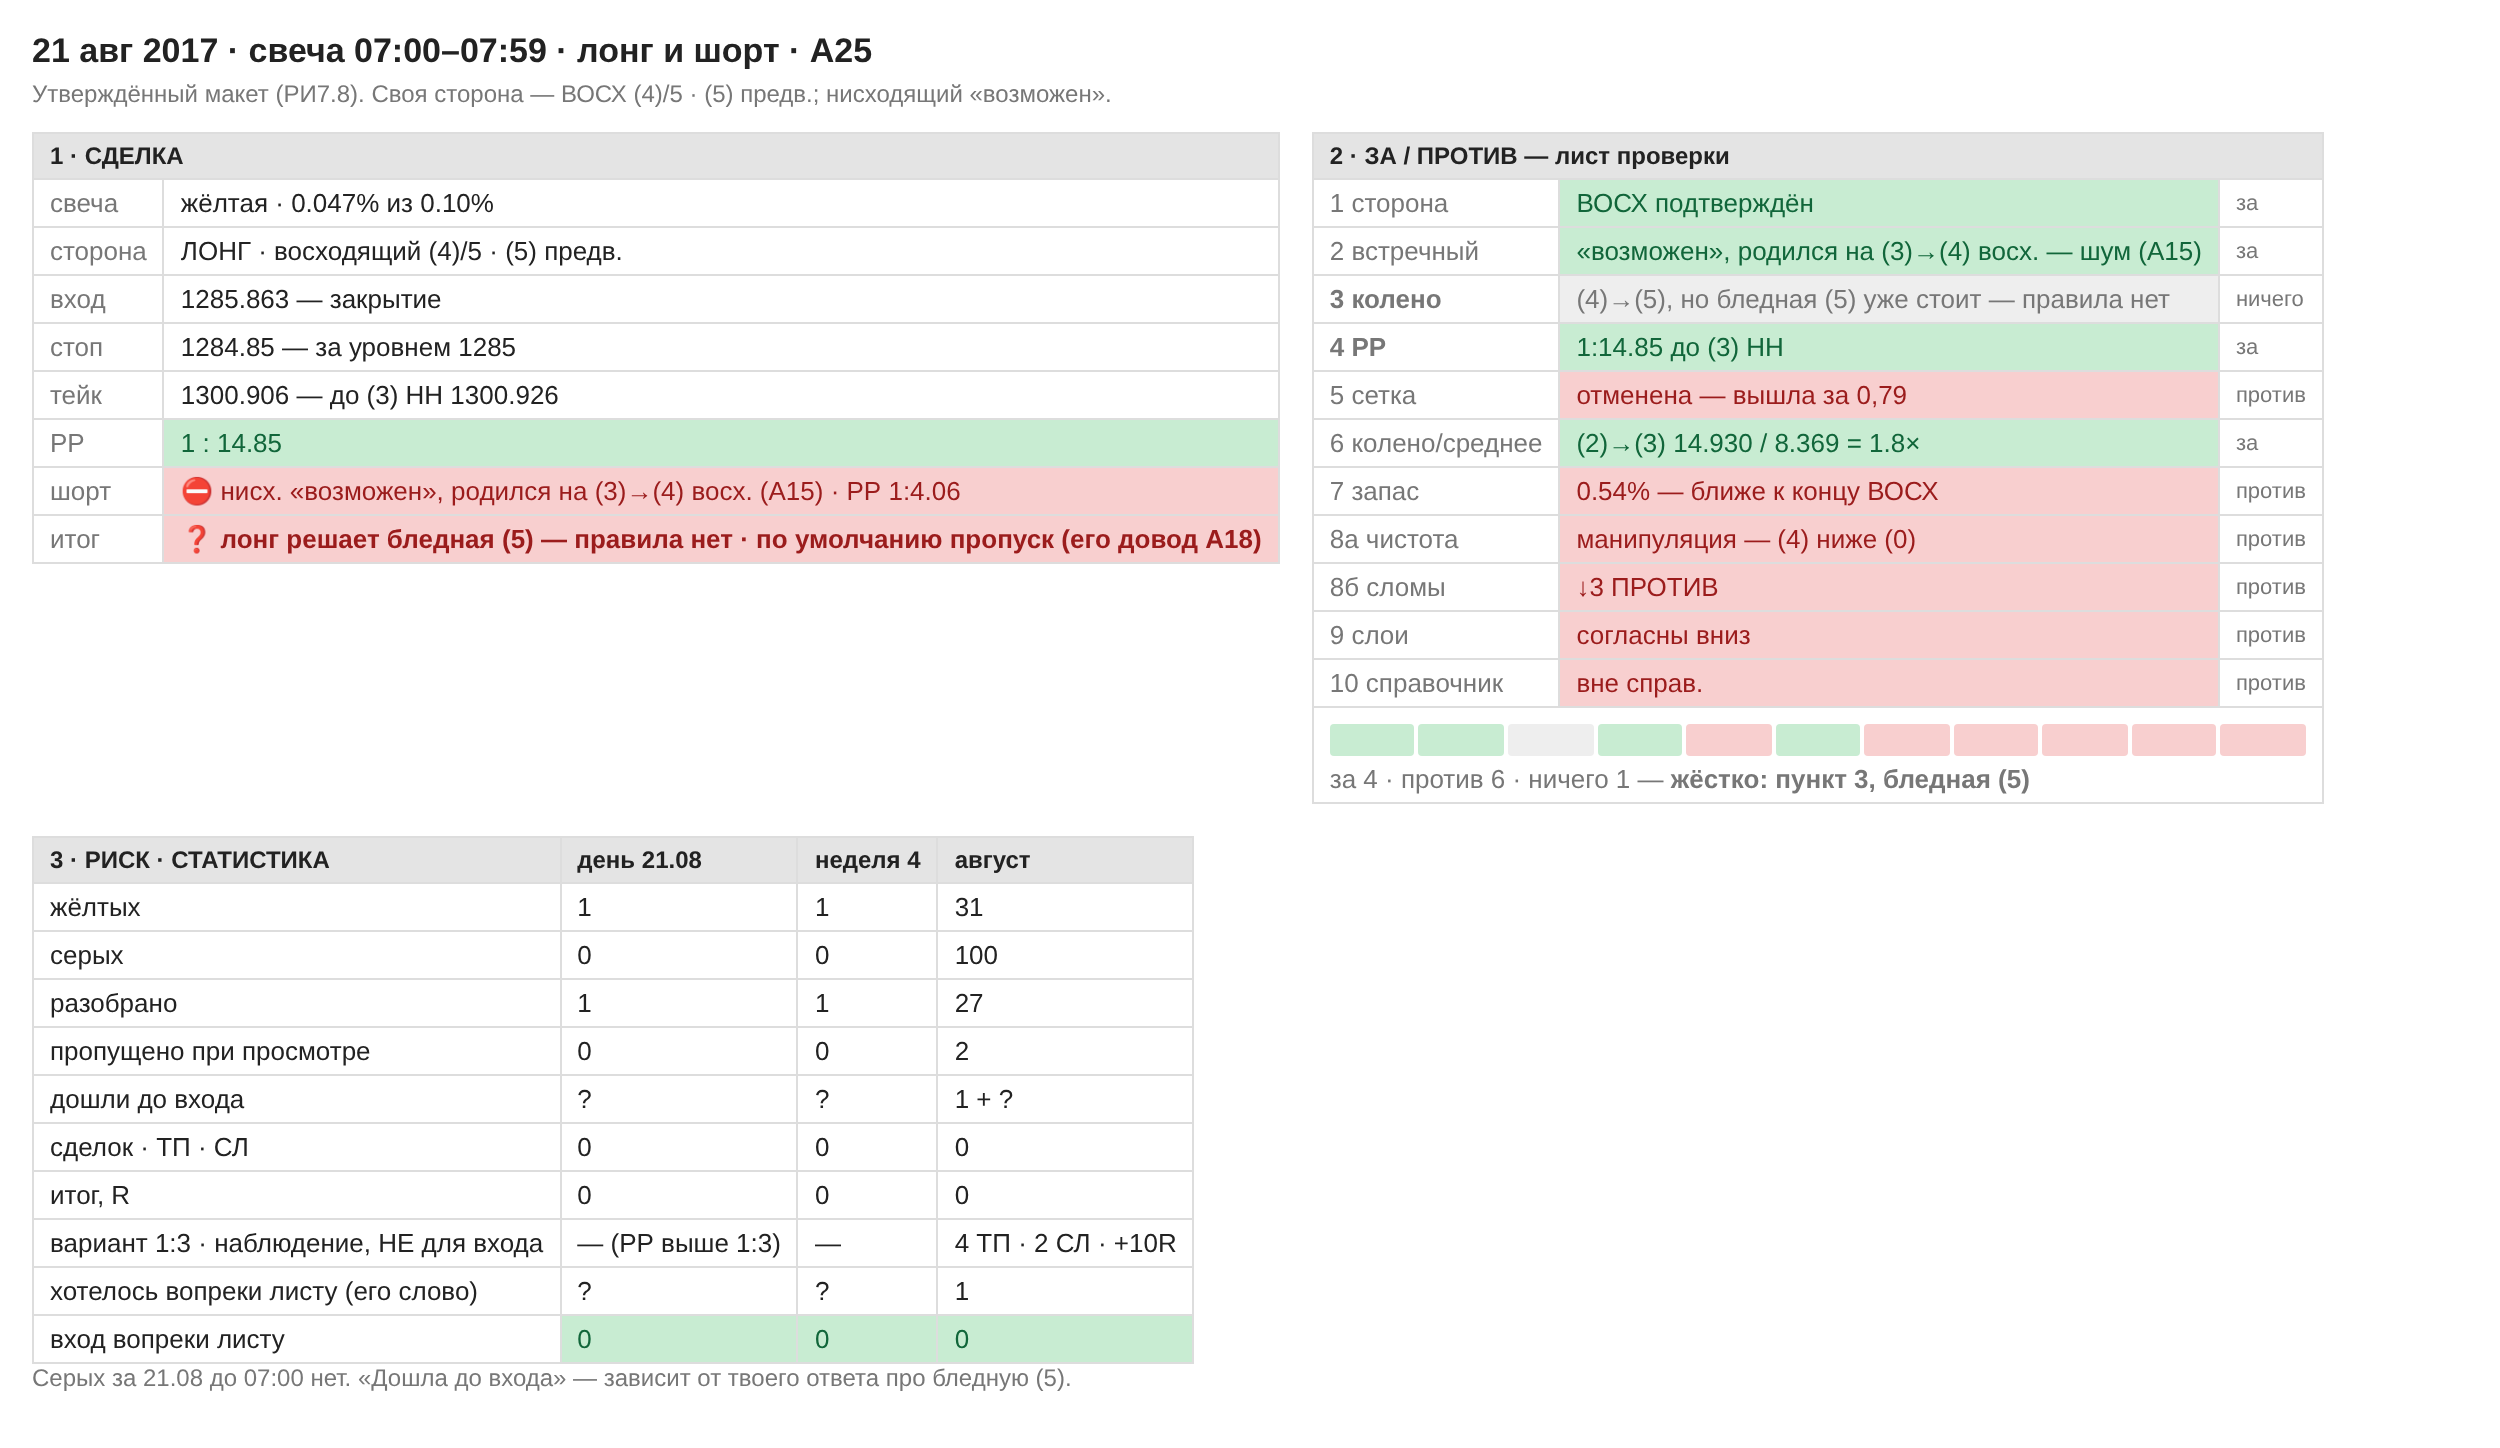 21 авг 2017 · свеча 07:00–07:59 · лонг и шорт · А25
Утверждённый макет (РИ7.8). Своя сторона — ВОСХ (4)/5 · (5) предв.; нисходящий «возможен».
1 · СДЕЛКА
свеча жёлтая · 0.047% из 0.10%
сторона ЛОНГ · восходящий (4)/5 · (5) предв.
вход 1285.863 — закрытие
стоп 1284.85 — за уровнем 1285
тейк 1300.906 — до (3) НН 1300.926
РР 1 : 14.85
шорт ⛔ нисх. «возможен», родился на (3)→(4) восх. (А15) · РР 1:4.06
итог ❓ лонг решает бледная (5) — правила нет · по умолчанию пропуск (его довод А18)
2 · ЗА / ПРОТИВ — лист проверки
1 сторона ВОСХ подтверждён за
2 встречный «возможен», родился на (3)→(4) восх. — шум (А15) за
3 колено (4)→(5), но бледная (5) уже стоит — правила нет ничего
4 РР 1:14.85 до (3) НН за
5 сетка отменена — вышла за 0,79 против
6 колено/среднее (2)→(3) 14.930 / 8.369 = 1.8× за
7 запас 0.54% — ближе к концу ВОСХ против
8а чистота манипуляция — (4) ниже (0) против
8б сломы ↓3 ПРОТИВ против
9 слои согласны вниз против
10 справочник вне справ. против
за 4 · против 6 · ничего 1 — жёстко: пункт 3, бледная (5)
3 · РИСК · СТАТИСТИКА день 21.08 неделя 4 август
жёлтых 1 1 31
серых 0 0 100
разобрано 1 1 27
пропущено при просмотре 0 0 2
дошли до входа ? ? 1 + ?
сделок · ТП · СЛ 0 0 0
итог, R 0 0 0
вариант 1:3 · наблюдение, НЕ для входа — (РР выше 1:3) — 4 ТП · 2 СЛ · +10R
хотелось вопреки листу (его слово) ? ? 1
вход вопреки листу 0 0 0
Серых за 21.08 до 07:00 нет. «Дошла до входа» — зависит от твоего ответа про бледную (5).